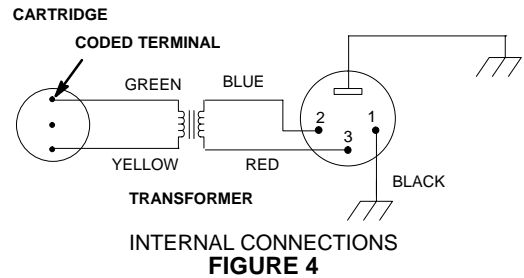 CARTRIDGE
CODED TERMINAL
GREEN
BLUE
2
1
3
YELLOW
RED
BLACK
TRANSFORMER
INTERNAL CONNECTIONS
FIGURE 4